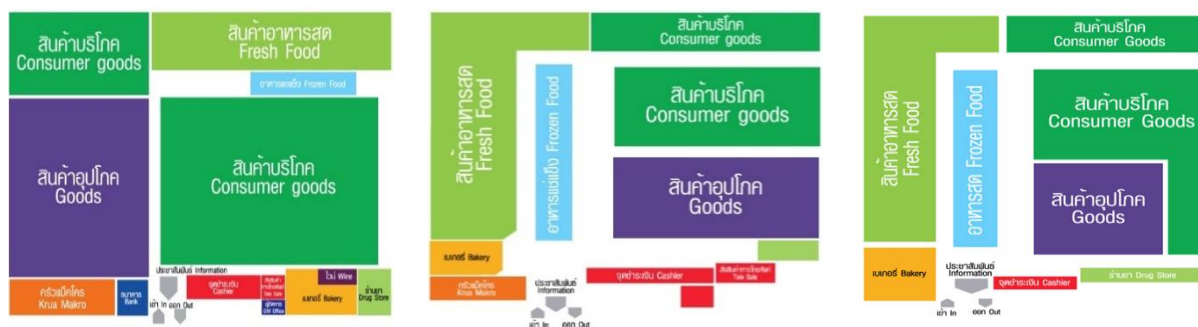 สินค้าบริโภค
Consumer goods
สินค้าอาหารสด
Fresh Food
อาหารแช่แข็ง Frozen Food
สินค้าอุปโภค
Goods
สินค้าบริโภค
Consumer goods
ประชาสัมพันธ์ Information
ครัวแม็คโคร
Krua Makro
ธนาคาร
Bank
เข้า In
ออก Out
จุดชำระเงิน
Cashier
Tele Sale
ไวน์ Wine
เบเกอรี่ Bakery
ร้านยา
Drug Store
สินค้าอาหารสด
Fresh Food
สินค้าบริโภค
Consumer goods
อาหารแช่แข็ง Frozen Food
สินค้าบริโภค
Consumer goods
สินค้าอุปโภค
Goods
เบเกอรี่ Bakery
ครัวแม็คโคร
Krua Makro
ประชาสัมพันธ์
Information
เข้า In
ออก Out
จุดชำระเงิน Cashier
Tele Sale
สินค้าอาหารสด
Fresh Food
สินค้าบริโภค
Consumer Goods
อาหารสด Frozen Food
สินค้าบริโภค
Consumer Goods
สินค้าอุปโภค
Goods
เบเกอรี่ Bakery
ประชาสัมพันธ์
Information
เข้า In
ออก Out
จุดชำระเงิน Cashier
ร้านยา Drug Store